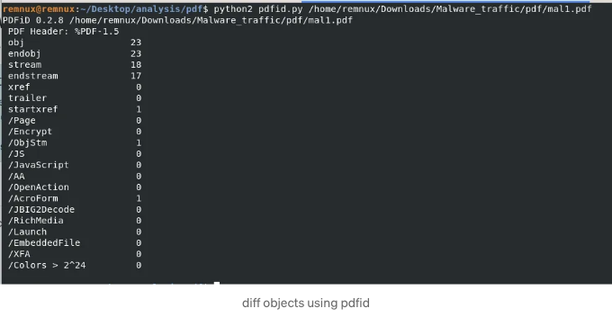 remnux@remnux:~/Desktop/analysis/pdf$ python2 pdfid.py /home/remnux/Downloads/Malware_traffic/pdf/mal1.pdf
PDFiD 0.2.8 /home/remnux/Downloads/Malware_traffic/pdf/mal1.pdf
PDF Header: %PDF-1.5
obj 23
endobj 23
stream 18
endstream 17
xref 0
trailer 0
startxref 1
/Page 0
/Encrypt 0
/ObjStm 1
/JS 0
/JavaScript 0
/AA 0
/OpenAction 0
/AcroForm 1
/JBIG2Decode 0
/RichMedia 0
/Launch 0
/EmbeddedFile 0
/XFA 0
/Colors > 2^24 0
diff objects using pdfid